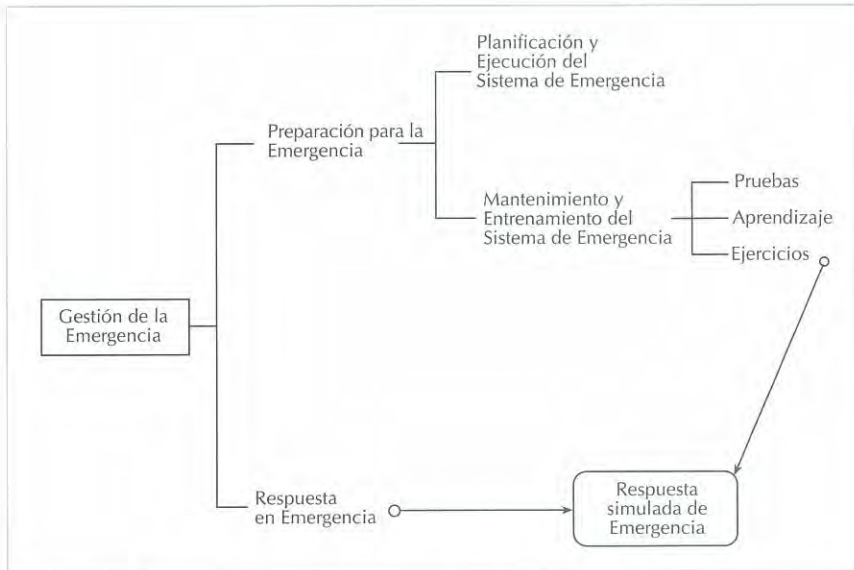 Planificación y
Ejecución del
Sistema de Emergencia
Preparación para la
Emergencia
Mantenimiento y
Entrenamiento del
Sistema de Emergencia
Pruebas
Aprendizaje
Ejercicios
Gestión de la
Emergencia
Respuesta
en Emergencia
Respuesta
simulada de
Emergencia